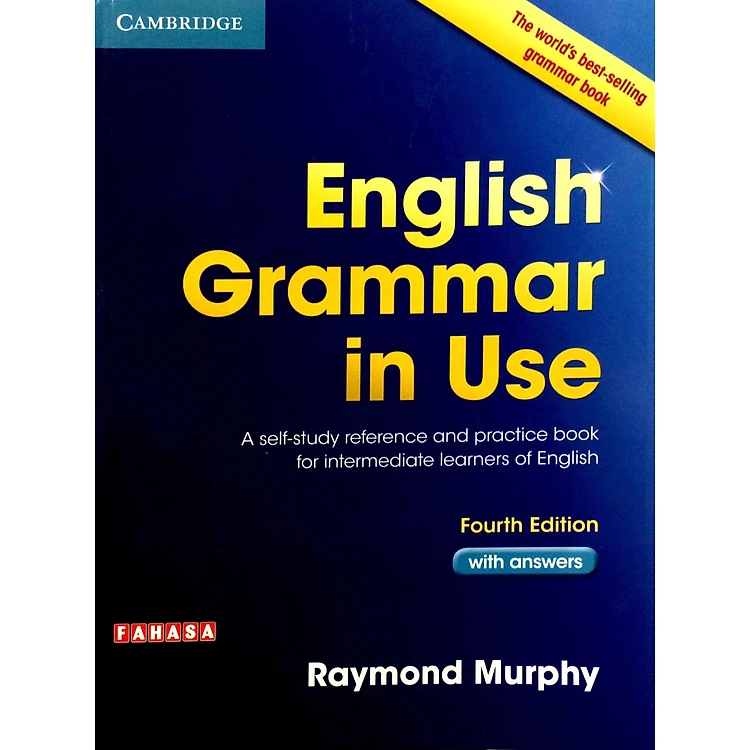 CAMBRIDGE
The world's best-selling
grammar book
English
Grammar
in Use
A self-study reference and practice book
for intermediate learners of English
Fourth Edition
with answers
FAHASA
Raymond Murphy